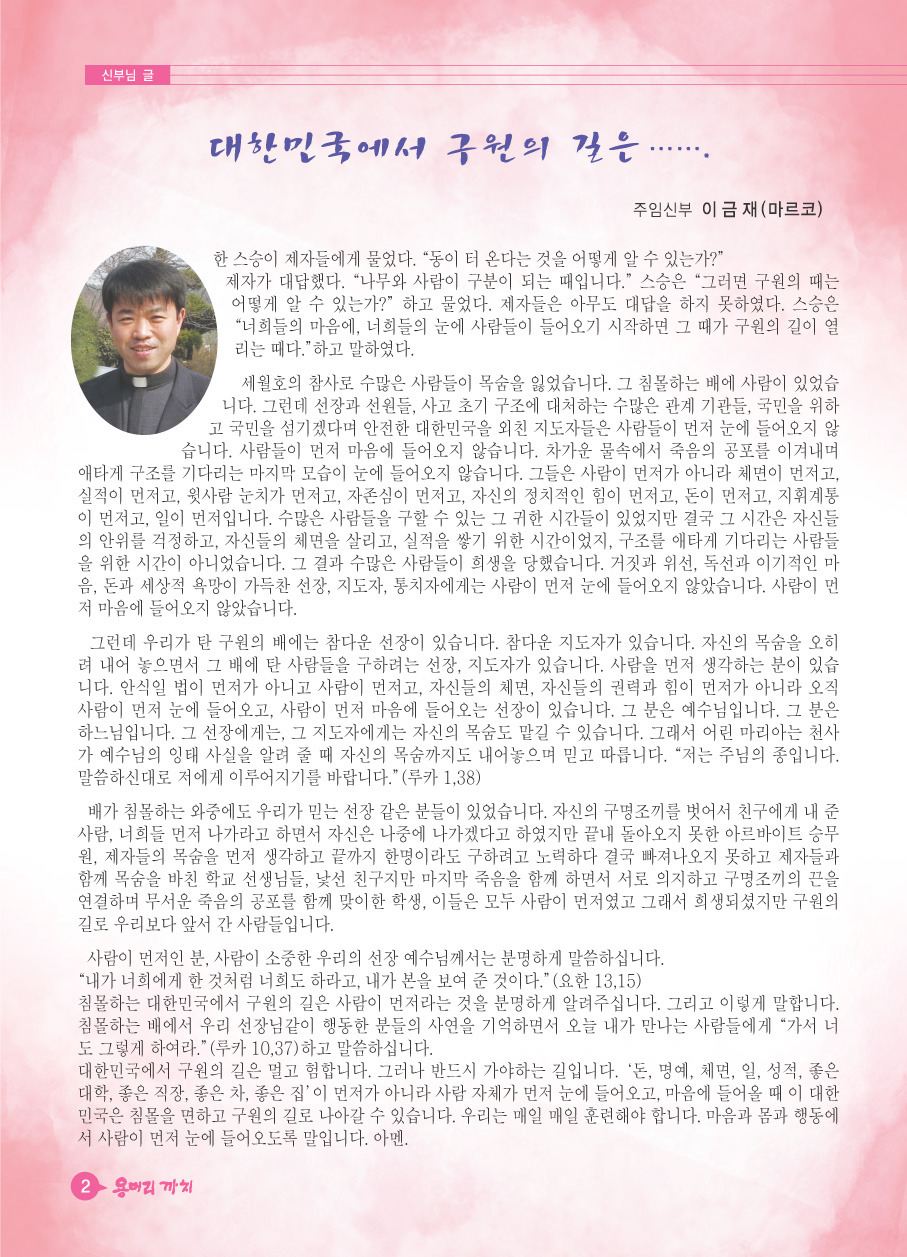 신부님 글
대한민국에서 구원의 길은 …….
주임신부 이 금 재(마르코)
한 스승이 제자들에게 물었다. “동이 터 온다는 것을 어떻게 알 수 있는가?”
제자가 대답했다. “나무와 사람이 구분이 되는 때입니다.” 스승은 “그러면 구원의 때는
어떻게 알 수 있는가?” 하고 물었다. 제자들은 아무도 대답을 하지 못하였다. 스승은
“너희들의 마음에, 너희들의 눈에 사람들이 들어오기 시작하면 그 때가 구원의 길이 열
리는 때다.”하고 말하였다.
세월호의 참사로 수많은 사람들이 목숨을 잃었습니다. 그 침몰하는 배에 사람이 있었습
니다. 그런데 선장과 선원들, 사고 초기 구조에 대처하는 수많은 관계 기관들, 국민을 위하
고 국민을 섬기겠다며 안전한 대한민국을 외친 지도자들은 사람들이 먼저 눈에 들어오지 않
습니다. 사람들이 먼저 마음에 들어오지 않습니다. 차가운 물속에서 죽음의 공포를 이겨내며
애타게 구조를 기다리는 마지막 모습이 눈에 들어오지 않습니다. 그들은 사람이 먼저가 아니라 체면이 먼저고,
실적이 먼저고, 윗사람 눈치가 먼저고, 자존심이 먼저고, 자신의 정치적인 힘이 먼저고, 돈이 먼저고, 지휘계통
이 먼저고, 일이 먼저입니다. 수많은 사람들을 구할 수 있는 그 귀한 시간들이 있었지만 결국 그 시간은 자신들
의 안위를 걱정하고, 자신들의 체면을 살리고, 실적을 쌓기 위한 시간이었지, 구조를 애타게 기다리는 사람들
을 위한 시간이 아니었습니다. 그 결과 수많은 사람들이 희생을 당했습니다. 거짓과 위선, 독선과 이기적인 마
음, 돈과 세상적 욕망이 가득찬 선장, 지도자, 통치자에게는 사람이 먼저 눈에 들어오지 않았습니다. 사람이 먼
저 마음에 들어오지 않았습니다.
그런데 우리가 탄 구원의 배에는 참다운 선장이 있습니다. 참다운 지도자가 있습니다. 자신의 목숨을 오히
려 내어 놓으면서 그 배에 탄 사람들을 구하려는 선장, 지도자가 있습니다. 사람을 먼저 생각하는 분이 있습
니다. 안식일 법이 먼저가 아니고 사람이 먼저고, 자신들의 체면, 자신들의 권력과 힘이 먼저가 아니라 오직
사람이 먼저 눈에 들어오고, 사람이 먼저 마음에 들어오는 선장이 있습니다. 그 분은 예수님입니다. 그 분은
하느님입니다. 그 선장에게는, 그 지도자에게는 자신의 목숨도 맡길 수 있습니다. 그래서 어린 마리아는 천사
가 예수님의 잉태 사실을 알려 줄 때 자신의 목숨까지도 내어놓으며 믿고 따릅니다. “저는 주님의 종입니다.
말씀하신대로 저에게 이루어지기를 바랍니다.”(루카 1,38)
배가 침몰하는 와중에도 우리가 믿는 선장 같은 분들이 있었습니다. 자신의 구명조끼를 벗어서 친구에게 내 준
사람, 너희들 먼저 나가라고 하면서 자신은 나중에 나가겠다고 하였지만 끝내 돌아오지 못한 아르바이트 승무
원, 제자들의 목숨을 먼저 생각하고 끝까지 한명이라도 구하려고 노력하다 결국 빠져나오지 못하고 제자들과
함께 목숨을 바친 학교 선생님들, 낯선 친구지만 마지막 죽음을 함께 하면서 서로 의지하고 구명조끼의 끈을
연결하며 무서운 죽음의 공포를 함께 맞이한 학생, 이들은 모두 사람이 먼저였고 그래서 희생되셨지만 구원의
길로 우리보다 앞서 간 사람들입니다.
사람이 먼저인 분, 사람이 소중한 우리의 선장 예수님께서는 분명하게 말씀하십니다.
“내가 너희에게 한 것처럼 너희도 하라고, 내가 본을 보여 준 것이다.”(요한 13,15)
침몰하는 대한민국에서 구원의 길은 사람이 먼저라는 것을 분명하게 알려주십니다. 그리고 이렇게 말합니다.
침몰하는 배에서 우리 선장님같이 행동한 분들의 사연을 기억하면서 오늘 내가 만나는 사람들에게 “가서 너
도 그렇게 하여라.”(루카 10,37)하고 말씀하십니다.
대한민국에서 구원의 길은 멀고 험합니다. 그러나 반드시 가야하는 길입니다. ‘돈, 명예, 체면, 일, 성적, 좋은
대학, 좋은 직장, 좋은 차, 좋은 집’이 먼저가 아니라 사람 자체가 먼저 눈에 들어오고, 마음에 들어올 때 이 대한
민국은 침몰을 면하고 구원의 길로 나아갈 수 있습니다. 우리는 매일 매일 훈련해야 합니다. 마음과 몸과 행동에
서 사람이 먼저 눈에 들어오도록 말입니다. 아멘.
2 용머리 까치